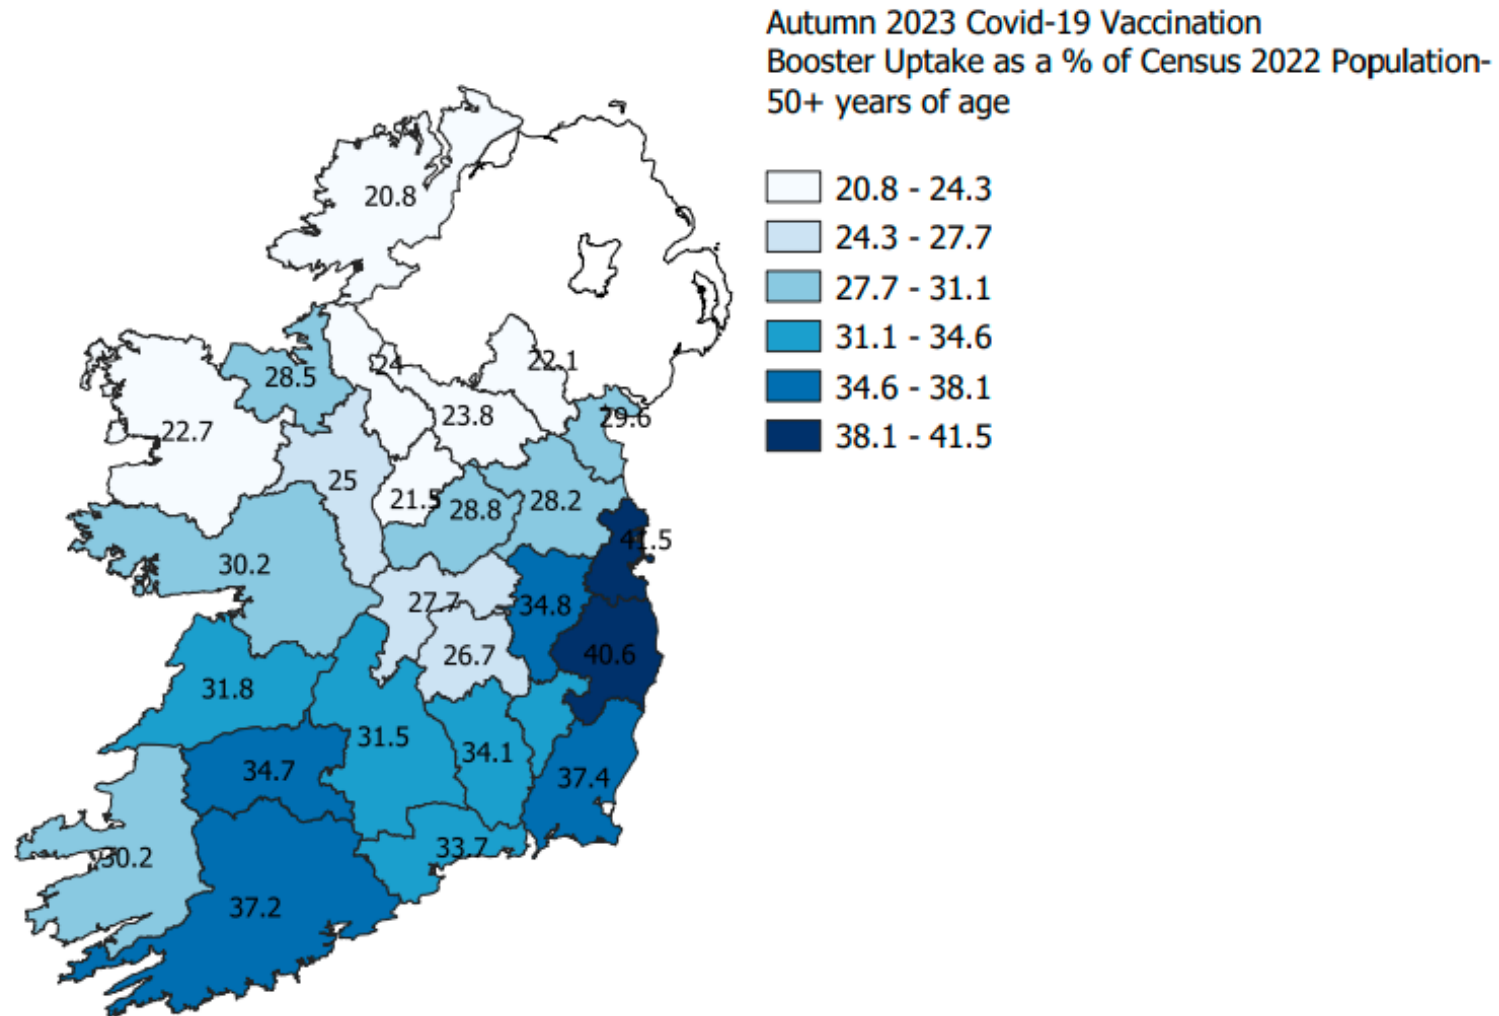 Autumn 2023 Covid-19 Vaccination
Booster Uptake as a % of Census 2022 Population-
50+ years of age
20.8 - 24.3
24.3 - 27.7
27.7 - 31.1
31.1 - 34.6
34.6 - 38.1
38.1 - 41.5
20.8
24
22.1
28.5
23.8
29.6
22.7
25
21.5
28.8
28.2
41.5
30.2
27.7
34.8
26.7
40.6
31.8
31.5
34.1
34.7
37.4
33.7
30.2
37.2